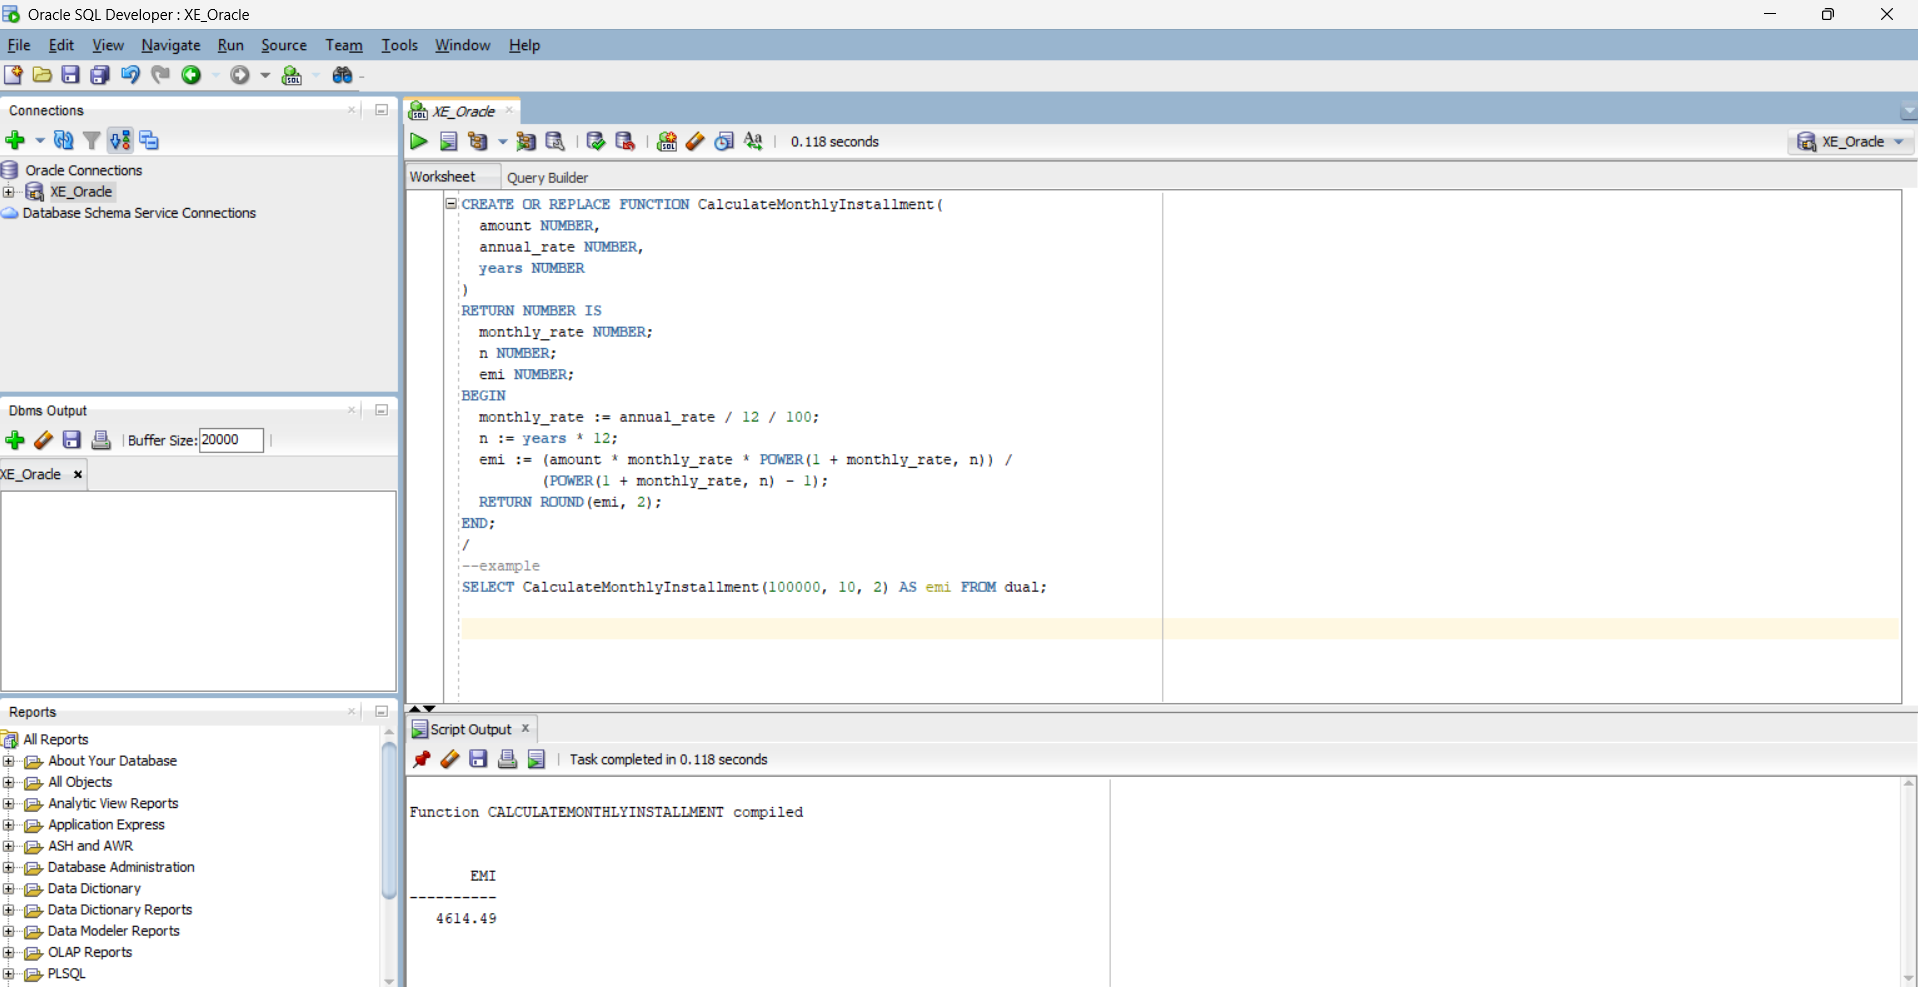 Oracle SQL Developer : XE_Oracle
File Edit View Navigate Run Source Team Tools Window Help
Connections
Oracle Connections
XE_Oracle
Database Schema Service Connections
Dbms Output
Buffer Size: 20000
XE_Oracle
Reports
All Reports
About Your Database
All Objects
Analytic View Reports
Application Express
ASH and AWR
Database Administration
Data Dictionary
Data Dictionary Reports
Data Modeler Reports
OLAP Reports
PLSQL
XE_Oracle
0.118 seconds
XE_Oracle
Worksheet Query Builder
CREATE OR REPLACE FUNCTION CalculateMonthlyInstallment(
amount NUMBER,
annual_rate NUMBER,
years NUMBER
)
RETURN NUMBER IS
monthly_rate NUMBER;
n NUMBER;
emi NUMBER;
BEGIN
monthly_rate := annual_rate / 12 / 100;
n := years * 12;
emi := (amount * monthly_rate * POWER(1 + monthly_rate, n)) /
(POWER(1 + monthly_rate, n) - 1);
RETURN ROUND(emi, 2);
END;
/
--example
SELECT CalculateMonthlyInstallment(100000, 10, 2) AS emi FROM dual;
Script Output
Task completed in 0.118 seconds
Function CALCULATEMONTHLYINSTALLMENT compiled
EMI
----------
4614.49